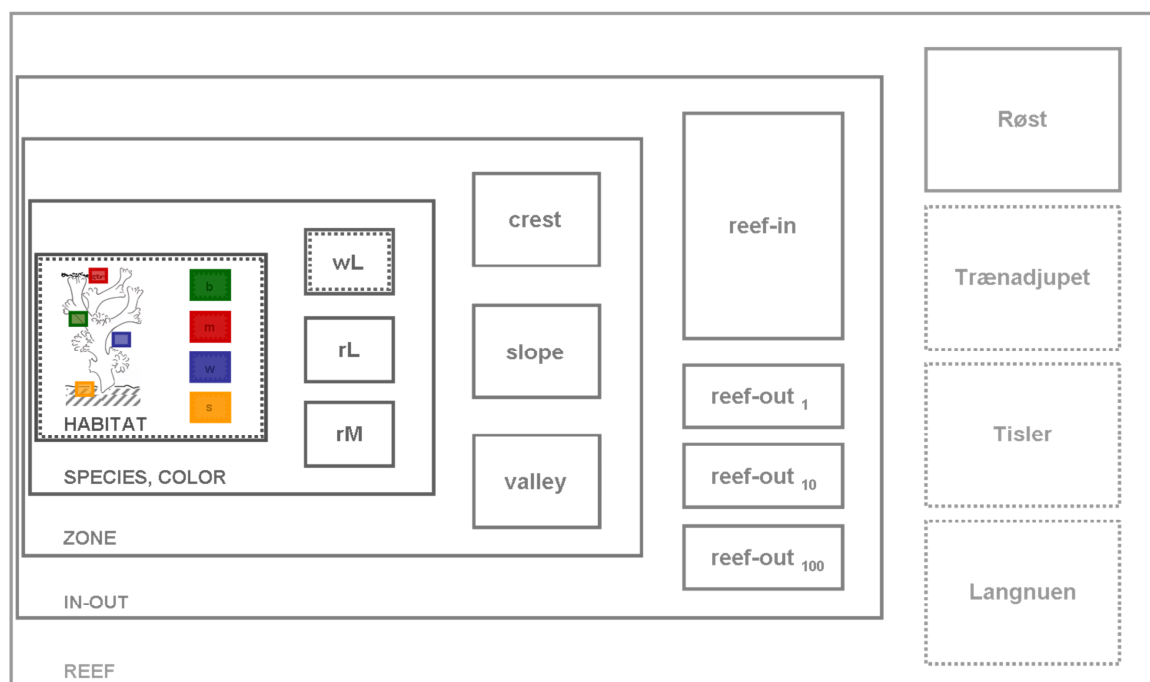 Røst
Trænadjupet
Tisler
Langnuen
reef-in
reef-out 1
reef-out 10
reef-out 100
crest
slope
valley
wL
rL
rM
b
m
w
s
HABITAT
SPECIES, COLOR
ZONE
IN-OUT
REEF